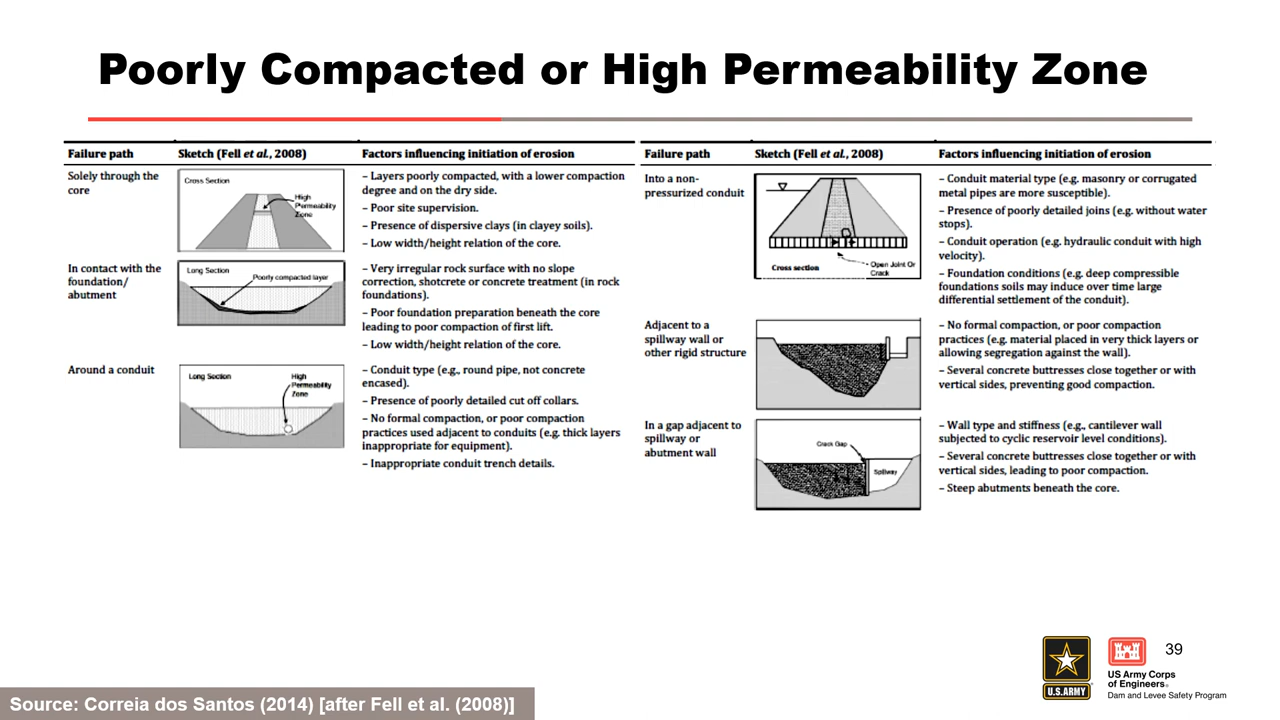 Poorly Compacted or High Permeability Zone
Failure path
Sketch (Fell et al., 2008)
Factors influencing initiation of erosion
Solely through the
core
Cross Section
High
Permeability
Zone
– Layers poorly compacted, with a lower compaction
degree and on the dry side.
– Poor site supervision.
– Presence of dispersive clays (in clayey soils).
– Low width/height relation of the core.
In contact with the
foundation/
abutment
Long Section
Poorly compacted layer
– Very irregular rock surface with no slope
correction, shotcrete or concrete treatment (in rock
foundations).
– Poor foundation preparation beneath the core
leading to poor compaction of first lift.
– Low width/height relation of the core.
Around a conduit
Long Section
High
Permeability
Zone
– Conduit type (e.g., round pipe, not concrete
encased).
– Presence of poorly detailed cut off collars.
– No formal compaction, or poor compaction
practices used adjacent to conduits (e.g. thick layers
inappropriate for equipment).
– Inappropriate conduit trench details.
Failure path
Sketch (Fell et al., 2008)
Factors influencing initiation of erosion
Into a non-
pressurized conduit
Cross section
Open Joint Or
Crack
– Conduit material type (e.g. masonry or corrugated
metal pipes are more susceptible).
– Presence of poorly detailed joins (e.g. without water
stops).
– Conduit operation (e.g. hydraulic conduit with high
velocity).
– Foundation conditions (e.g. deep compressible
foundations soils may induce over time large
differential settlement of the conduit).
Adjacent to a
spillway wall or
other rigid structure
– No formal compaction, or poor compaction
practices (e.g. material placed in very thick layers or
allowing segregation against the wall).
– Several concrete buttresses close together or with
vertical sides, preventing good compaction.
In a gap adjacent to
spillway or
abutment wall
Crack Gap
Spillway
– Wall type and stiffness (e.g., cantilever wall
subjected to cyclic reservoir level conditions).
– Several concrete buttresses close together or with
vertical sides, leading to poor compaction.
– Steep abutments beneath the core.
39
U.S.ARMY
US Army Corps
of Engineers®
Dam and Levee Safety Program
Source: Correia dos Santos (2014) [after Fell et al. (2008)]